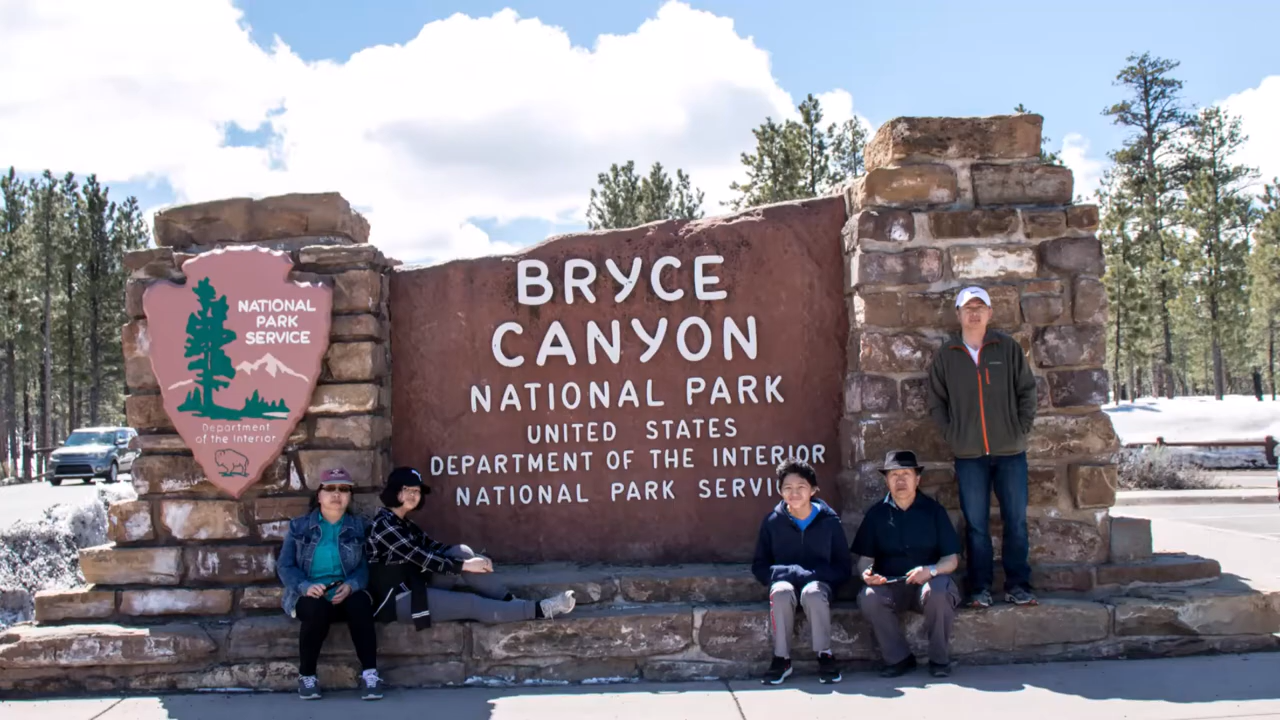 NATIONAL
PARK
SERVICE
Department
of the Interior
BRYCE
CANYON
NATIONAL PARK
UNITED STATES
DEPARTMENT OF THE INTERIOR
NATIONAL PARK SERVIC